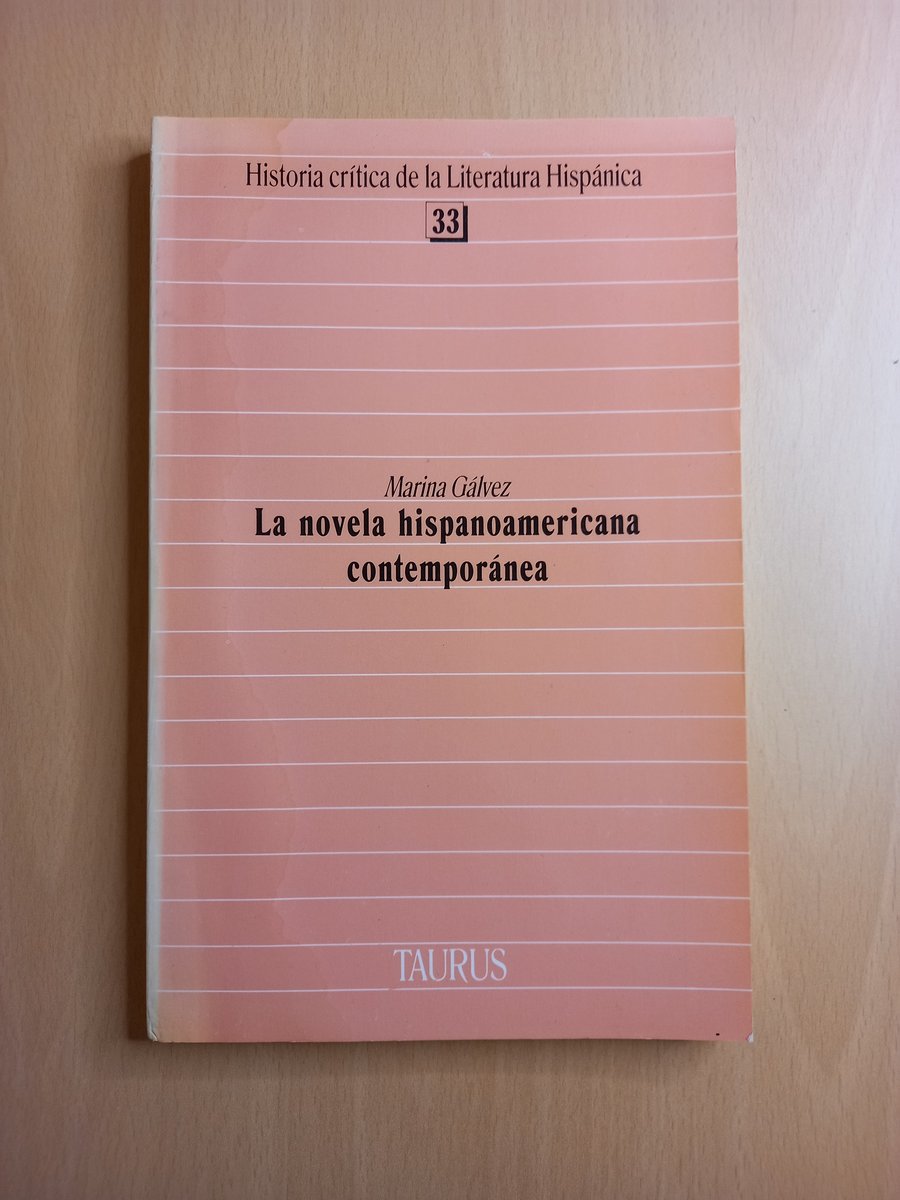 Historia crítica de la Literatura Hispánica
33
Marina Gálvez
La novela hispanoamericana
contemporánea
TAURUS